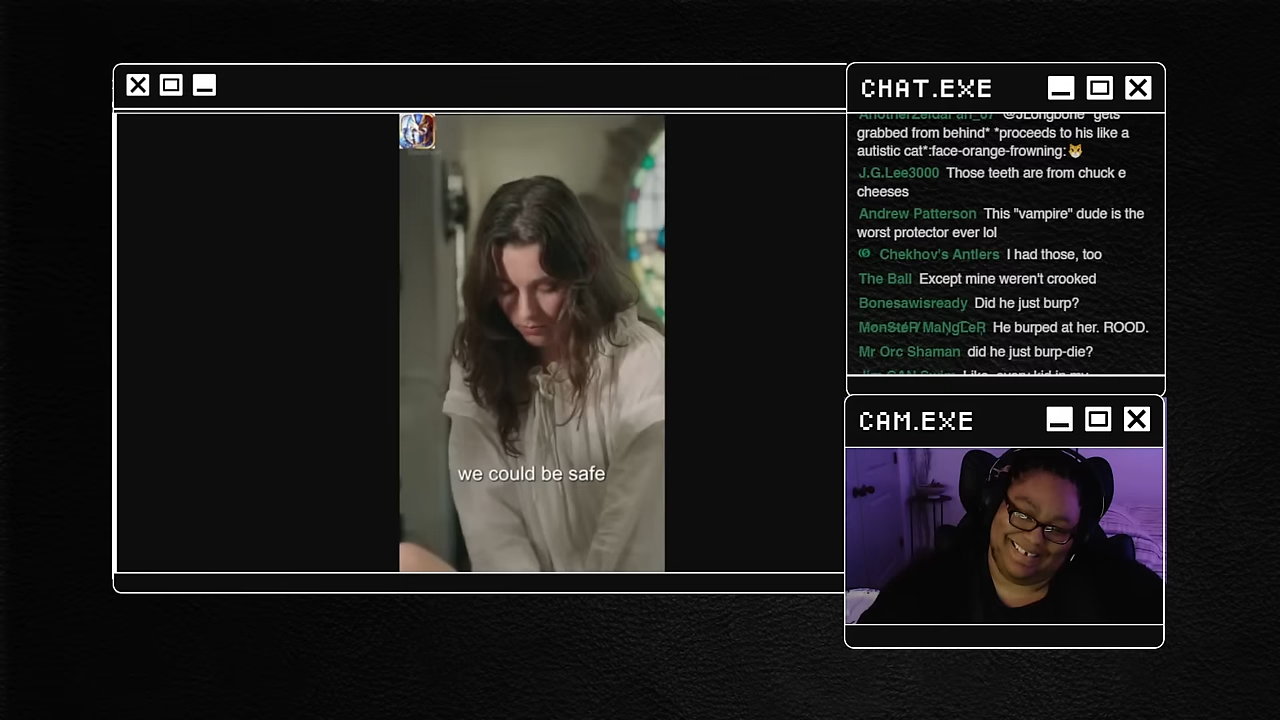 CHAT.EXE
grabbed from behind* *proceeds to his like a
autistic cat*:face-orange-frowning:🐱
J.G.Lee3000 Those teeth are from chuck e
cheeses
Andrew Patterson This "vampire" dude is the
worst protector ever lol
Chekhov's Antlers I had those, too
The Ball Except mine weren't crooked
Bonesawisready Did he just burp?
MonStéR MaNgLeR He burped at her. ROOD.
Mr Orc Shaman did he just burp-die?
CAM.EXE
we could be safe